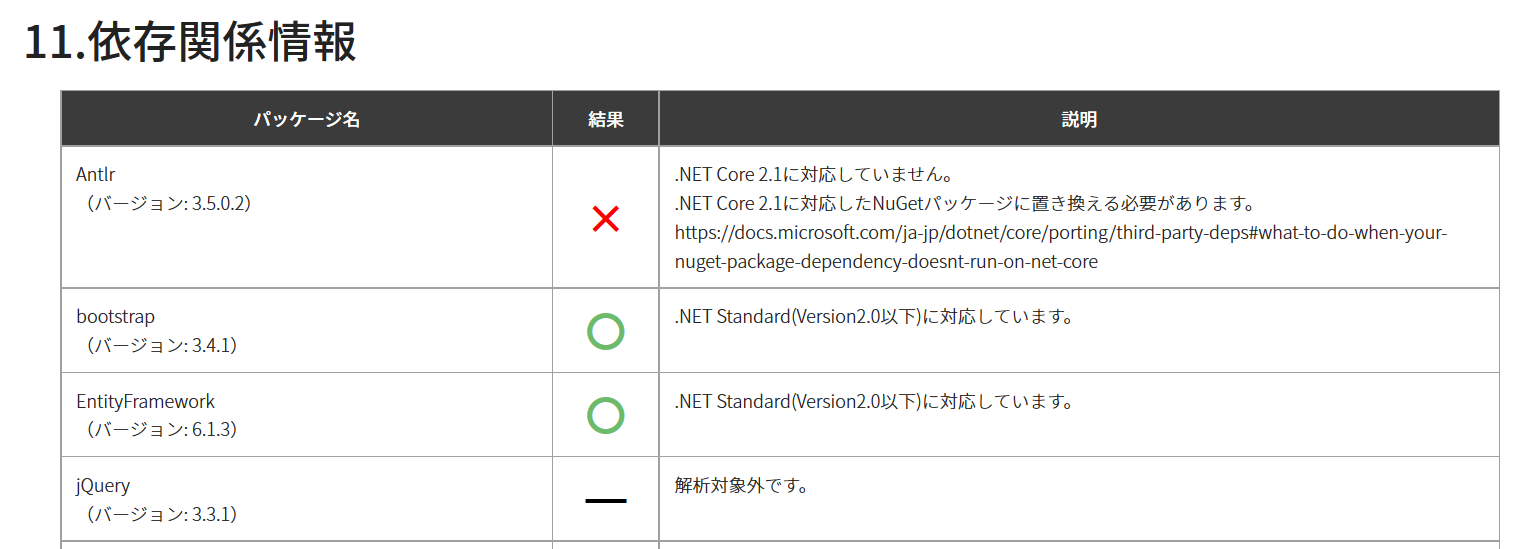 11.依存関係情報
パッケージ名 結果 説明
Antlr
（バージョン: 3.5.0.2）
×
.NET Core 2.1に対応していません。
.NET Core 2.1に対応したNuGetパッケージに置き換える必要があります。
https://docs.microsoft.com/ja-jp/dotnet/core/porting/third-party-deps#what-to-do-when-your-
nuget-package-dependency-doesnt-run-on-net-core
bootstrap
（バージョン: 3.4.1）
○
.NET Standard(Version2.0以下)に対応しています。
EntityFramework
（バージョン: 6.1.3）
○
.NET Standard(Version2.0以下)に対応しています。
jQuery
（バージョン: 3.3.1）
―
解析対象外です。